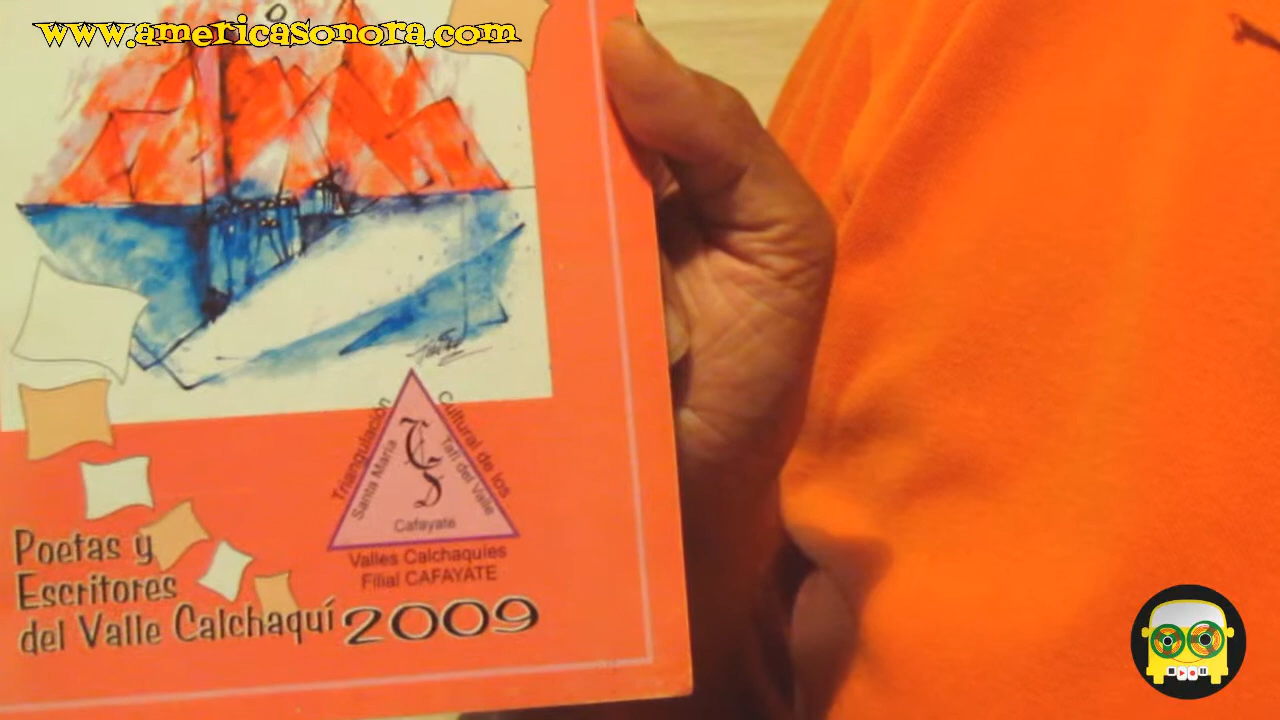 www.americasonora.com
Triangulación
Cultural de los
Santa María
Tafí del Valle
Cafayate
Valles Calchaquíes
Filial CAFAYATE
Poetas y
Escritores
del Valle Calchaquí 2009